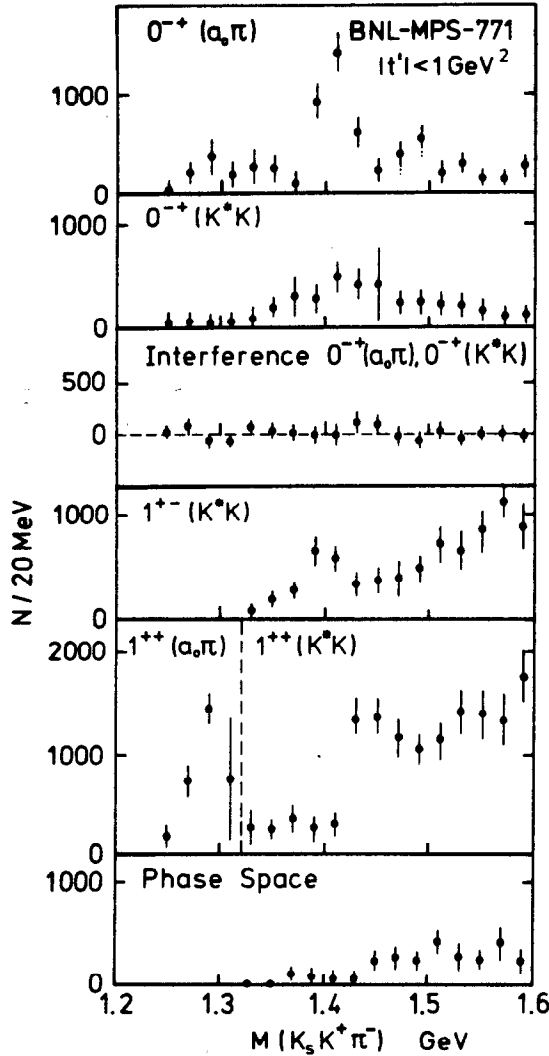 0⁻⁺ (a₀π) BNL-MPS-771
|t'| < 1 GeV²
1000
0
0⁻⁺ (K*K)
1000
0
Interference 0⁻⁺(a₀π), 0⁻⁺(K*K)
500
0
1⁺⁻ (K*K)
1000
0
N / 20 MeV
1⁺⁺ (a₀π) 1⁺⁺ (K*K)
2000
1000
0
Phase Space
1000
0
1.2 1.3 1.4 1.5 1.6
M (KₛK⁺π⁻) GeV